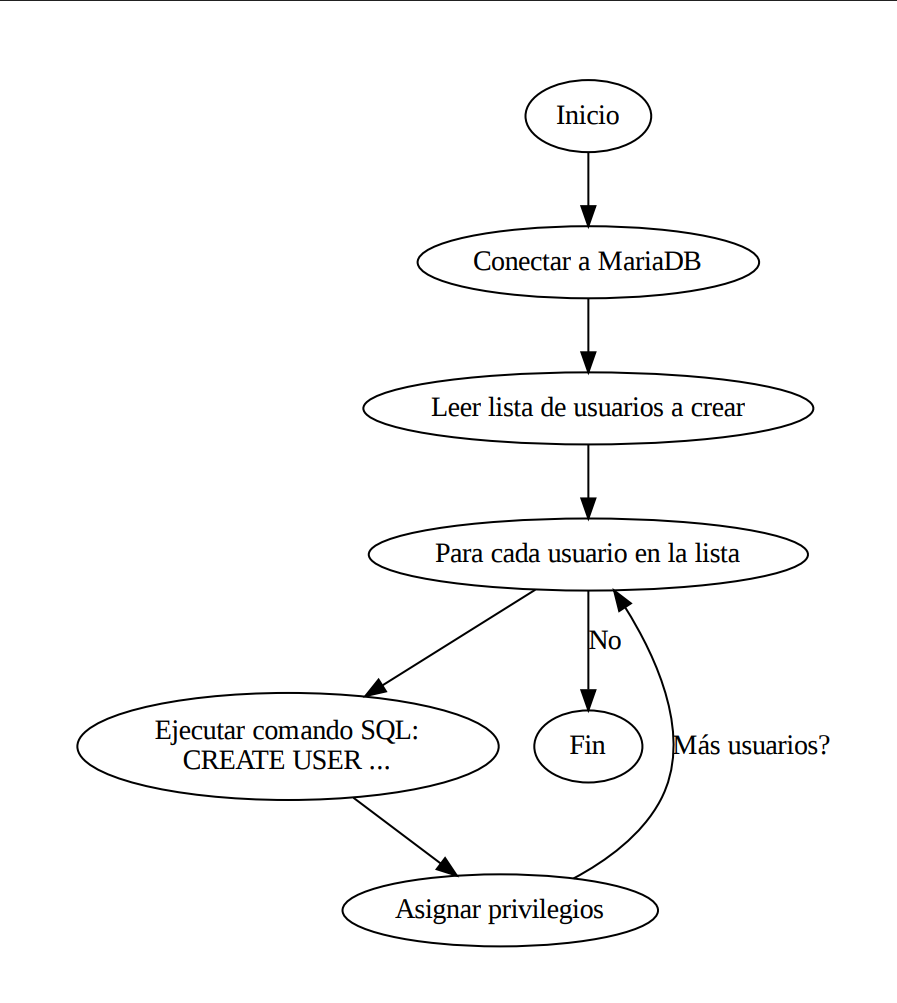 Inicio
Conectar a MariaDB
Leer lista de usuarios a crear
Para cada usuario en la lista
No
Ejecutar comando SQL:
CREATE USER ...
Fin
Más usuarios?
Asignar privilegios